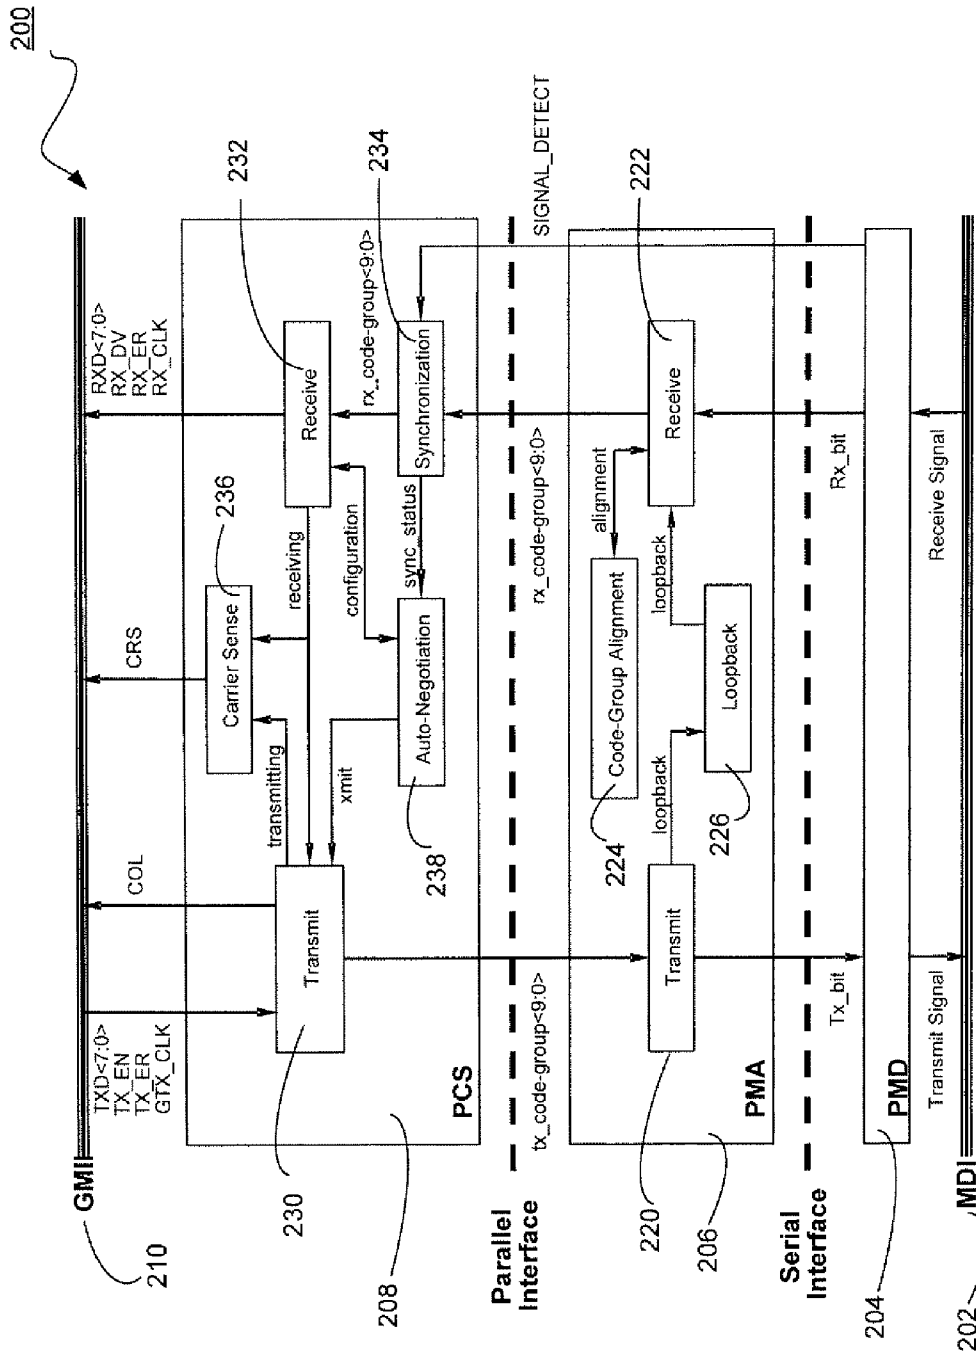 200
GMII
210
TXD<7:0>
TX_EN
TX_ER
GTX_CLK
COL
CRS
RXD<7:0>
RX_DV
RX_ER
RX_CLK
230
Transmit
transmitting
Carrier Sense
236
receiving
Receive
232
xmit
configuration
rx_code-group<9:0>
234
Auto-Negotiation
238
sync_status
Synchronization
PCS
208
Parallel
Interface
tx_code-group<9:0>
rx_code-group<9:0>
SIGNAL_DETECT
Code-Group Alignment
224
alignment
Transmit
220
loopback
loopback
Receive
222
Loopback
226
PMA
206
Serial
Interface
Tx_bit
Rx_bit
PMD
204
Transmit Signal
Receive Signal
MDI
202